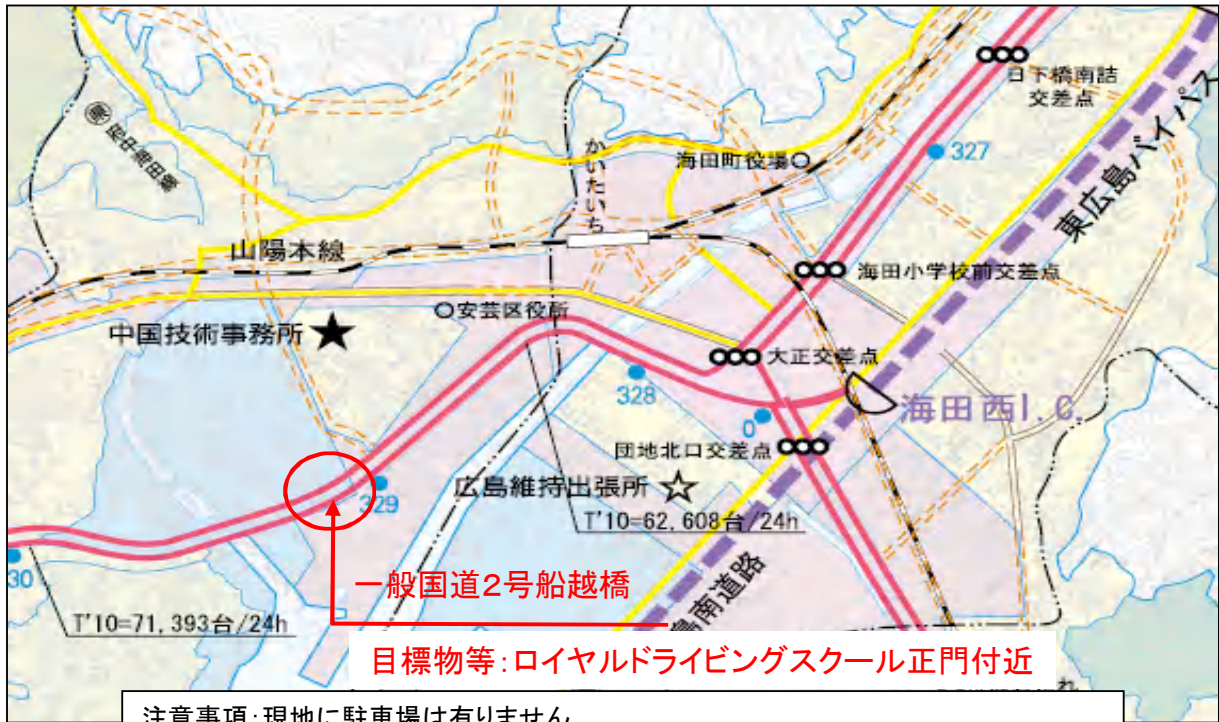 日下橋南詰
交差点
327
東広島バイパス
海田町役場
かいたいち
山陽本線
海田小学校前交差点
安芸区役所
中国技術事務所
大正交差点
328
0
海田西I.C.
団地北口交差点
329
広島維持出張所
T'10=62,608台/24h
30
一般国道2号船越橋
島南道路
T'10=71,393台/24h
目標物等:ロイヤルドライビングスクール正門付近
注意事項:現地に駐車場は有りません